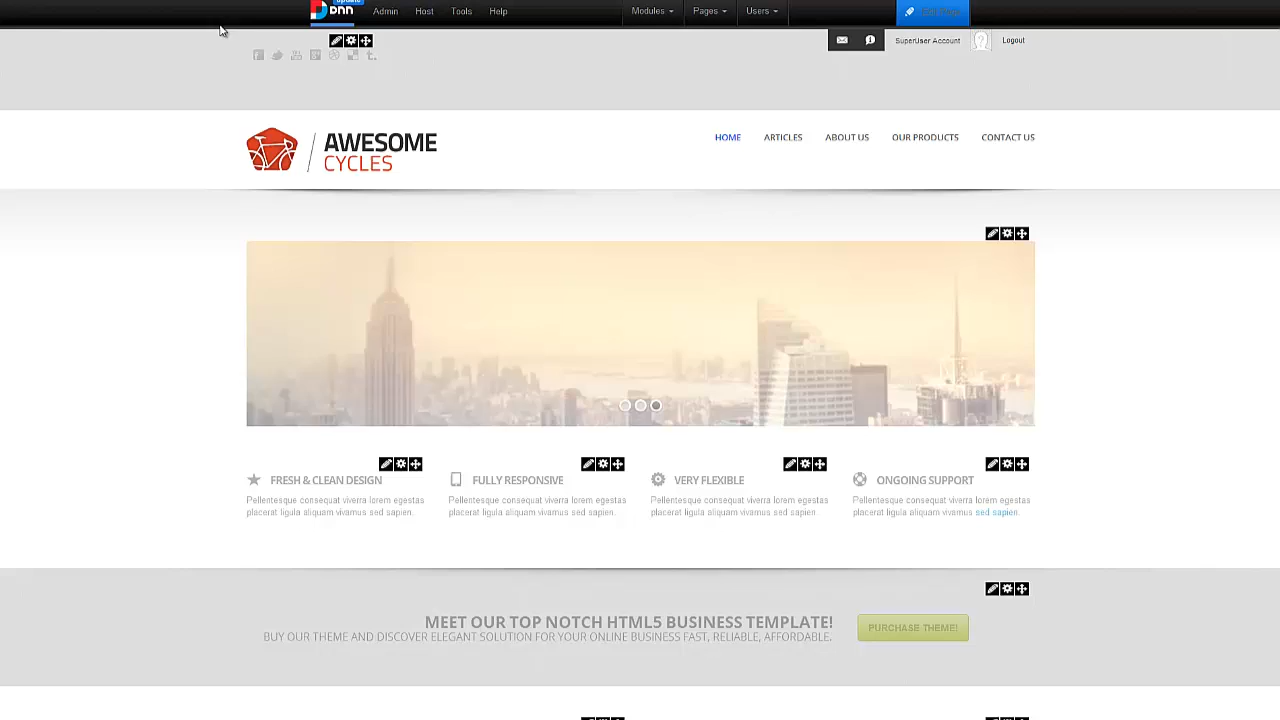 Update
DNN Admin Host Tools Help Modules Pages Users Edit Page
SuperUser Account Logout
AWESOME
CYCLES
HOME ARTICLES ABOUT US OUR PRODUCTS CONTACT US
FRESH & CLEAN DESIGN
Pellentesque consequat viverra lorem egestas
placerat ligula aliquam vivamus sed sapien.
FULLY RESPONSIVE
Pellentesque consequat viverra lorem egestas
placerat ligula aliquam vivamus sed sapien.
VERY FLEXIBLE
Pellentesque consequat viverra lorem egestas
placerat ligula aliquam vivamus sed sapien.
ONGOING SUPPORT
Pellentesque consequat viverra lorem egestas
placerat ligula aliquam vivamus sed sapien.
MEET OUR TOP NOTCH HTML5 BUSINESS TEMPLATE!
BUY OUR THEME AND DISCOVER ELEGANT SOLUTION FOR YOUR ONLINE BUSINESS FAST, RELIABLE, AFFORDABLE.
PURCHASE THEME!